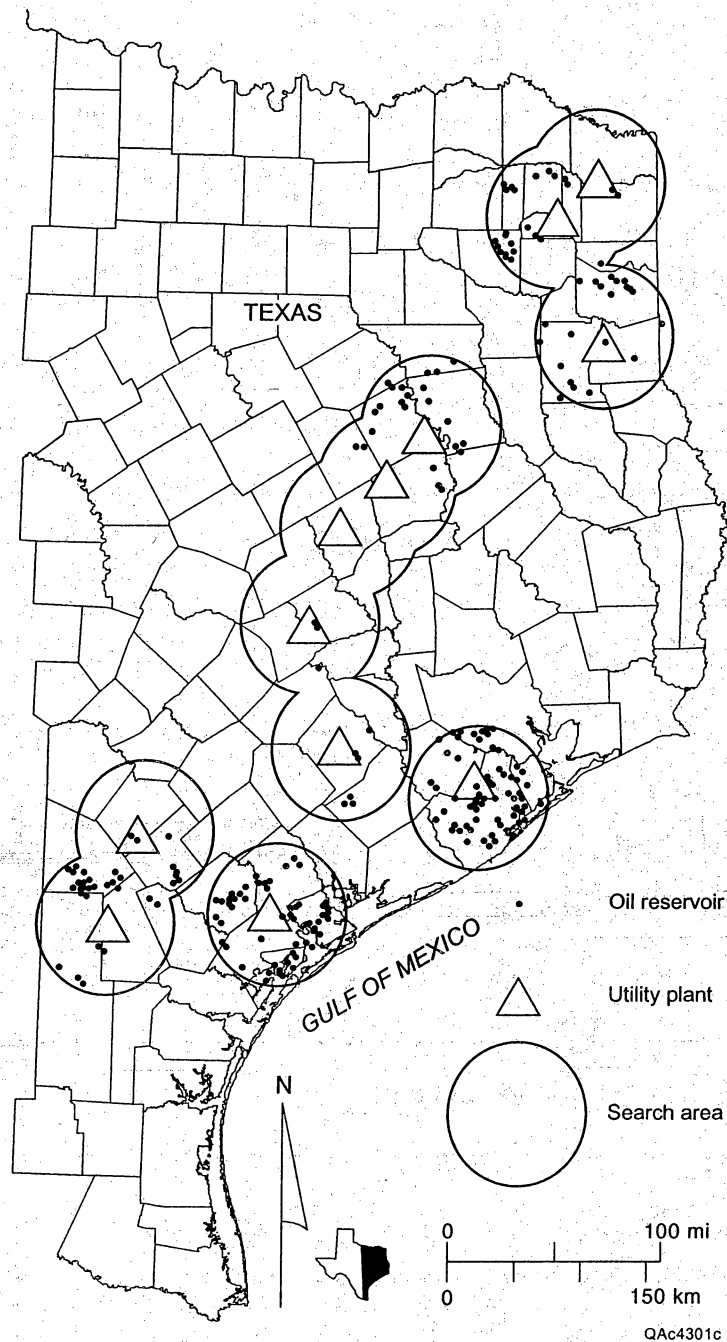 TEXAS
Oil reservoir
GULF OF MEXICO
Utility plant
N
Search area
0 100 mi
0 150 km
QAc4301c